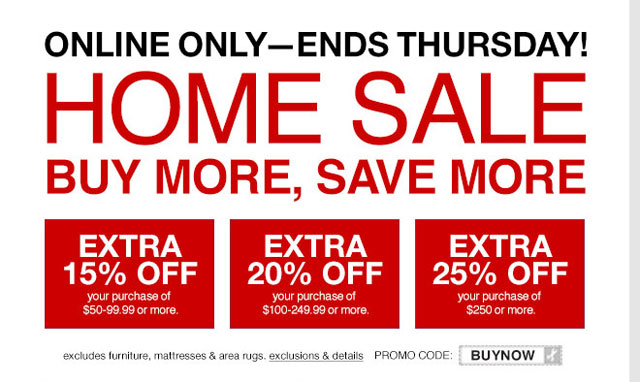 ONLINE ONLY—ENDS THURSDAY!
HOME SALE
BUY MORE, SAVE MORE
EXTRA
15% OFF
your purchase of
$50-99.99 or more.
EXTRA
20% OFF
your purchase of
$100-249.99 or more.
EXTRA
25% OFF
your purchase of
$250 or more.
excludes furniture, mattresses & area rugs. exclusions & details PROMO CODE: BUYNOW